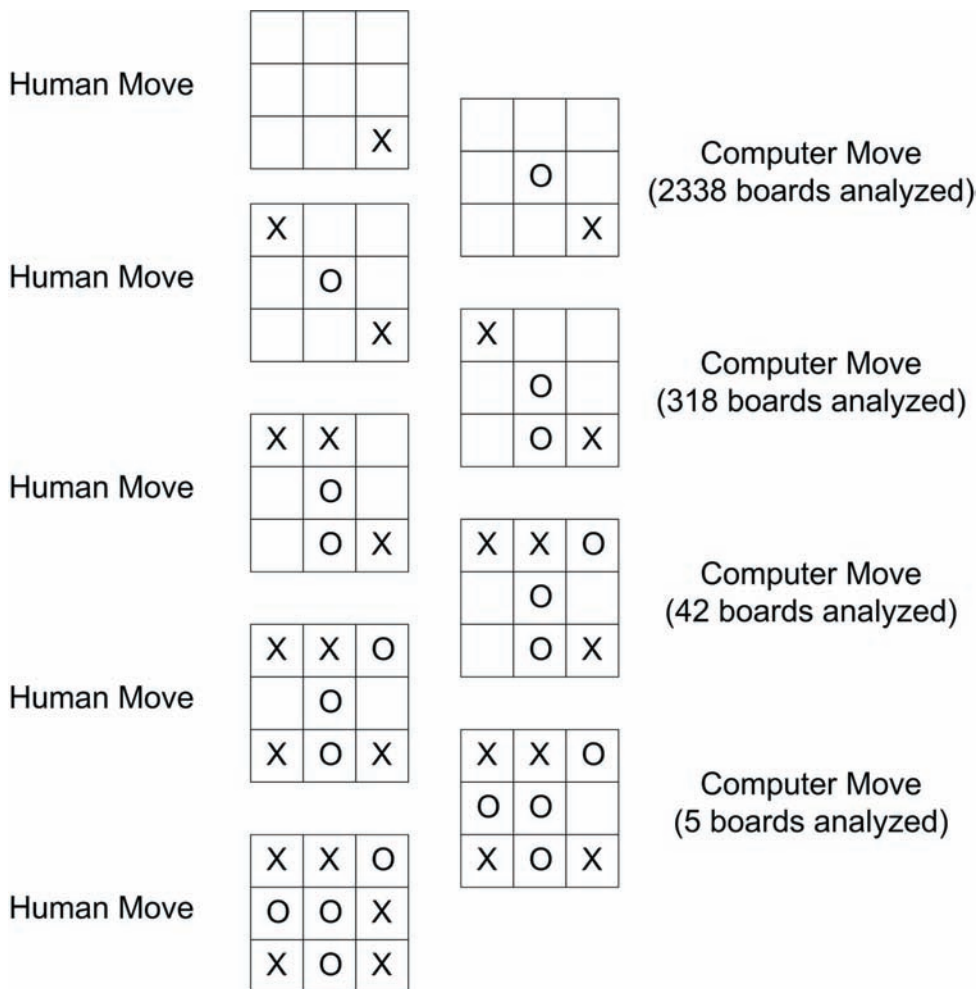 Human Move
X
O
X
Computer Move
(2338 boards analyzed)
X
O
X
Human Move
X
O
O X
Computer Move
(318 boards analyzed)
X X
O
O X
Human Move
X X O
O
O X
Computer Move
(42 boards analyzed)
X X O
O
X O X
Human Move
X X O
O O
X O X
Computer Move
(5 boards analyzed)
X X O
O O X
X O X
Human Move